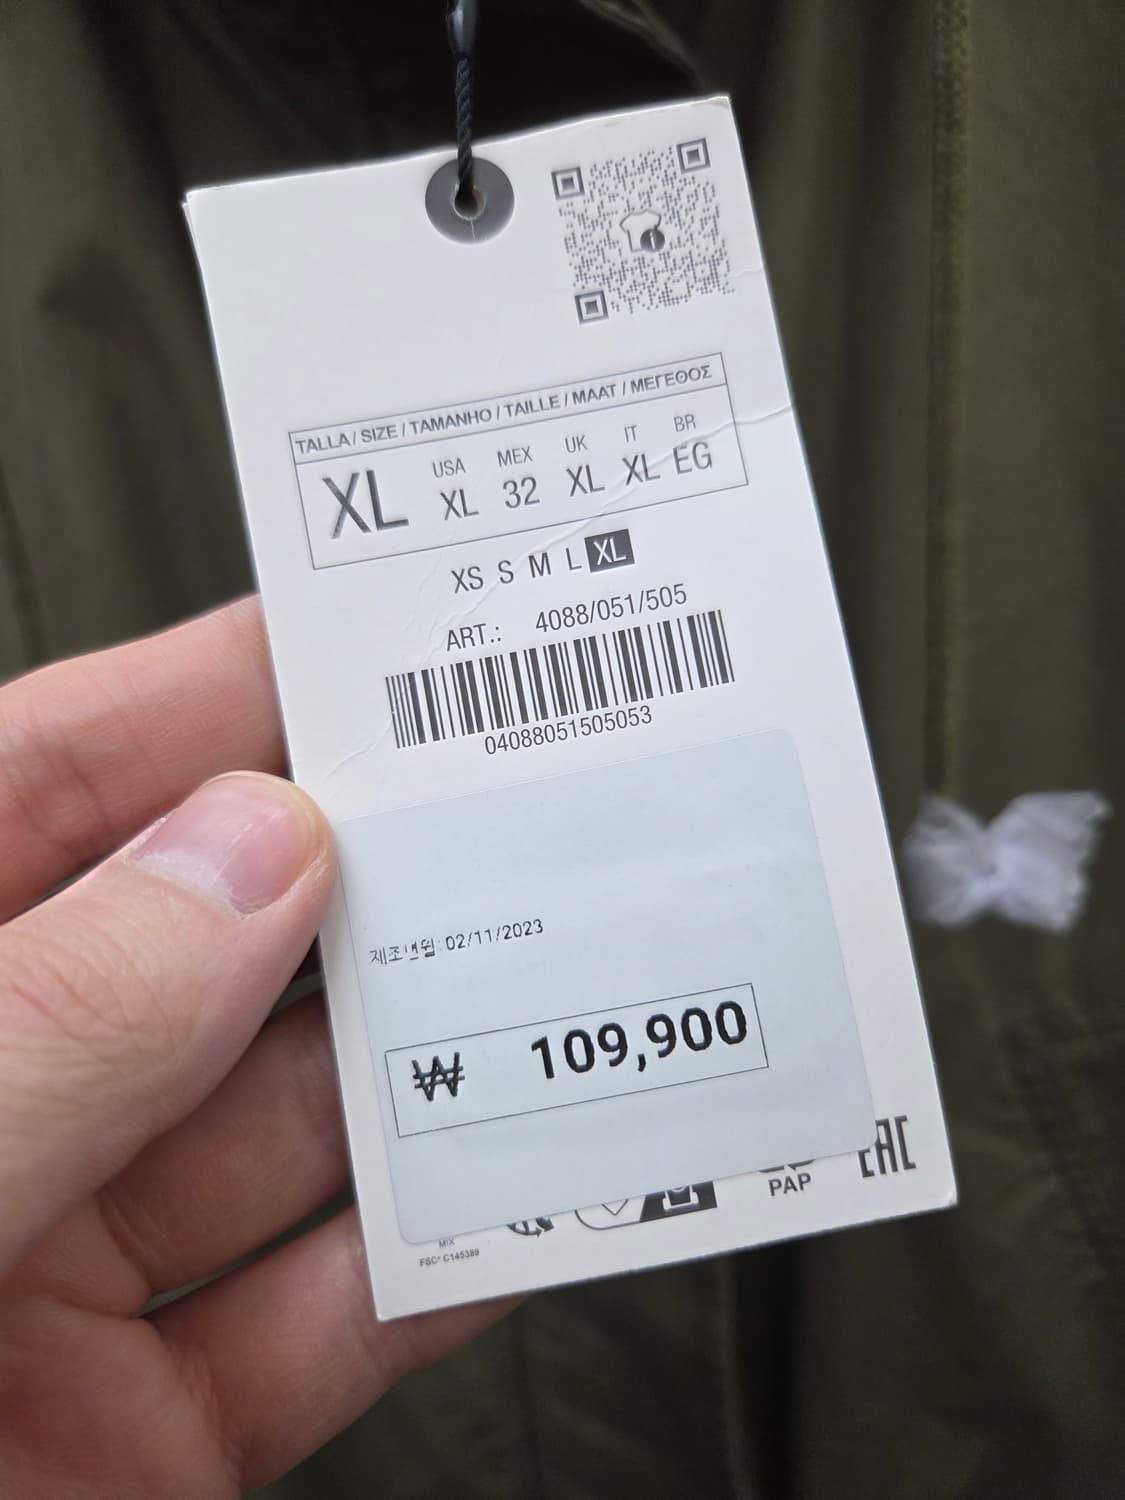 TALLA / SIZE / TAMANHO / TAILLE / MAAT / ΜΕΓΕΘΟΣ
XL USA XL MEX 32 UK XL IT XL BR EG
XS S M L XL
ART.: 4088/051/505
04088051505053
제조년월: 02/11/2023
₩ 109,900
MIX
FSC® C145389
PAP
EAC